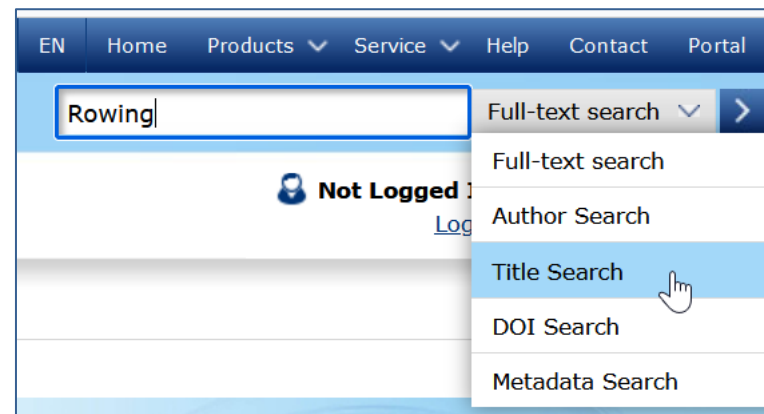 EN Home Products Service Help Contact Portal
Rowing Full-text search
Full-text search
Not Logged
Author Search
Log
Title Search
DOI Search
Metadata Search